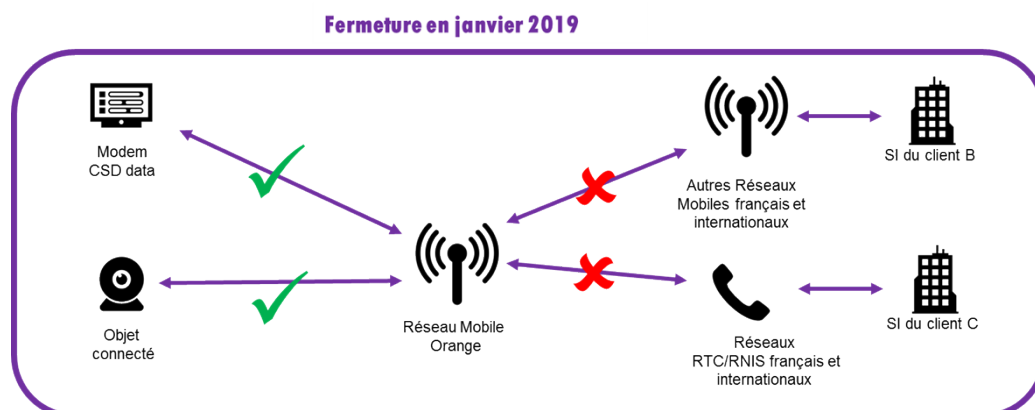 Fermeture en janvier 2019
Modem
CSD data
Autres Réseaux
Mobiles français et
internationaux
SI du client B
Objet
connecté
Réseau Mobile
Orange
Réseaux
RTC/RNIS français et
internationaux
SI du client C